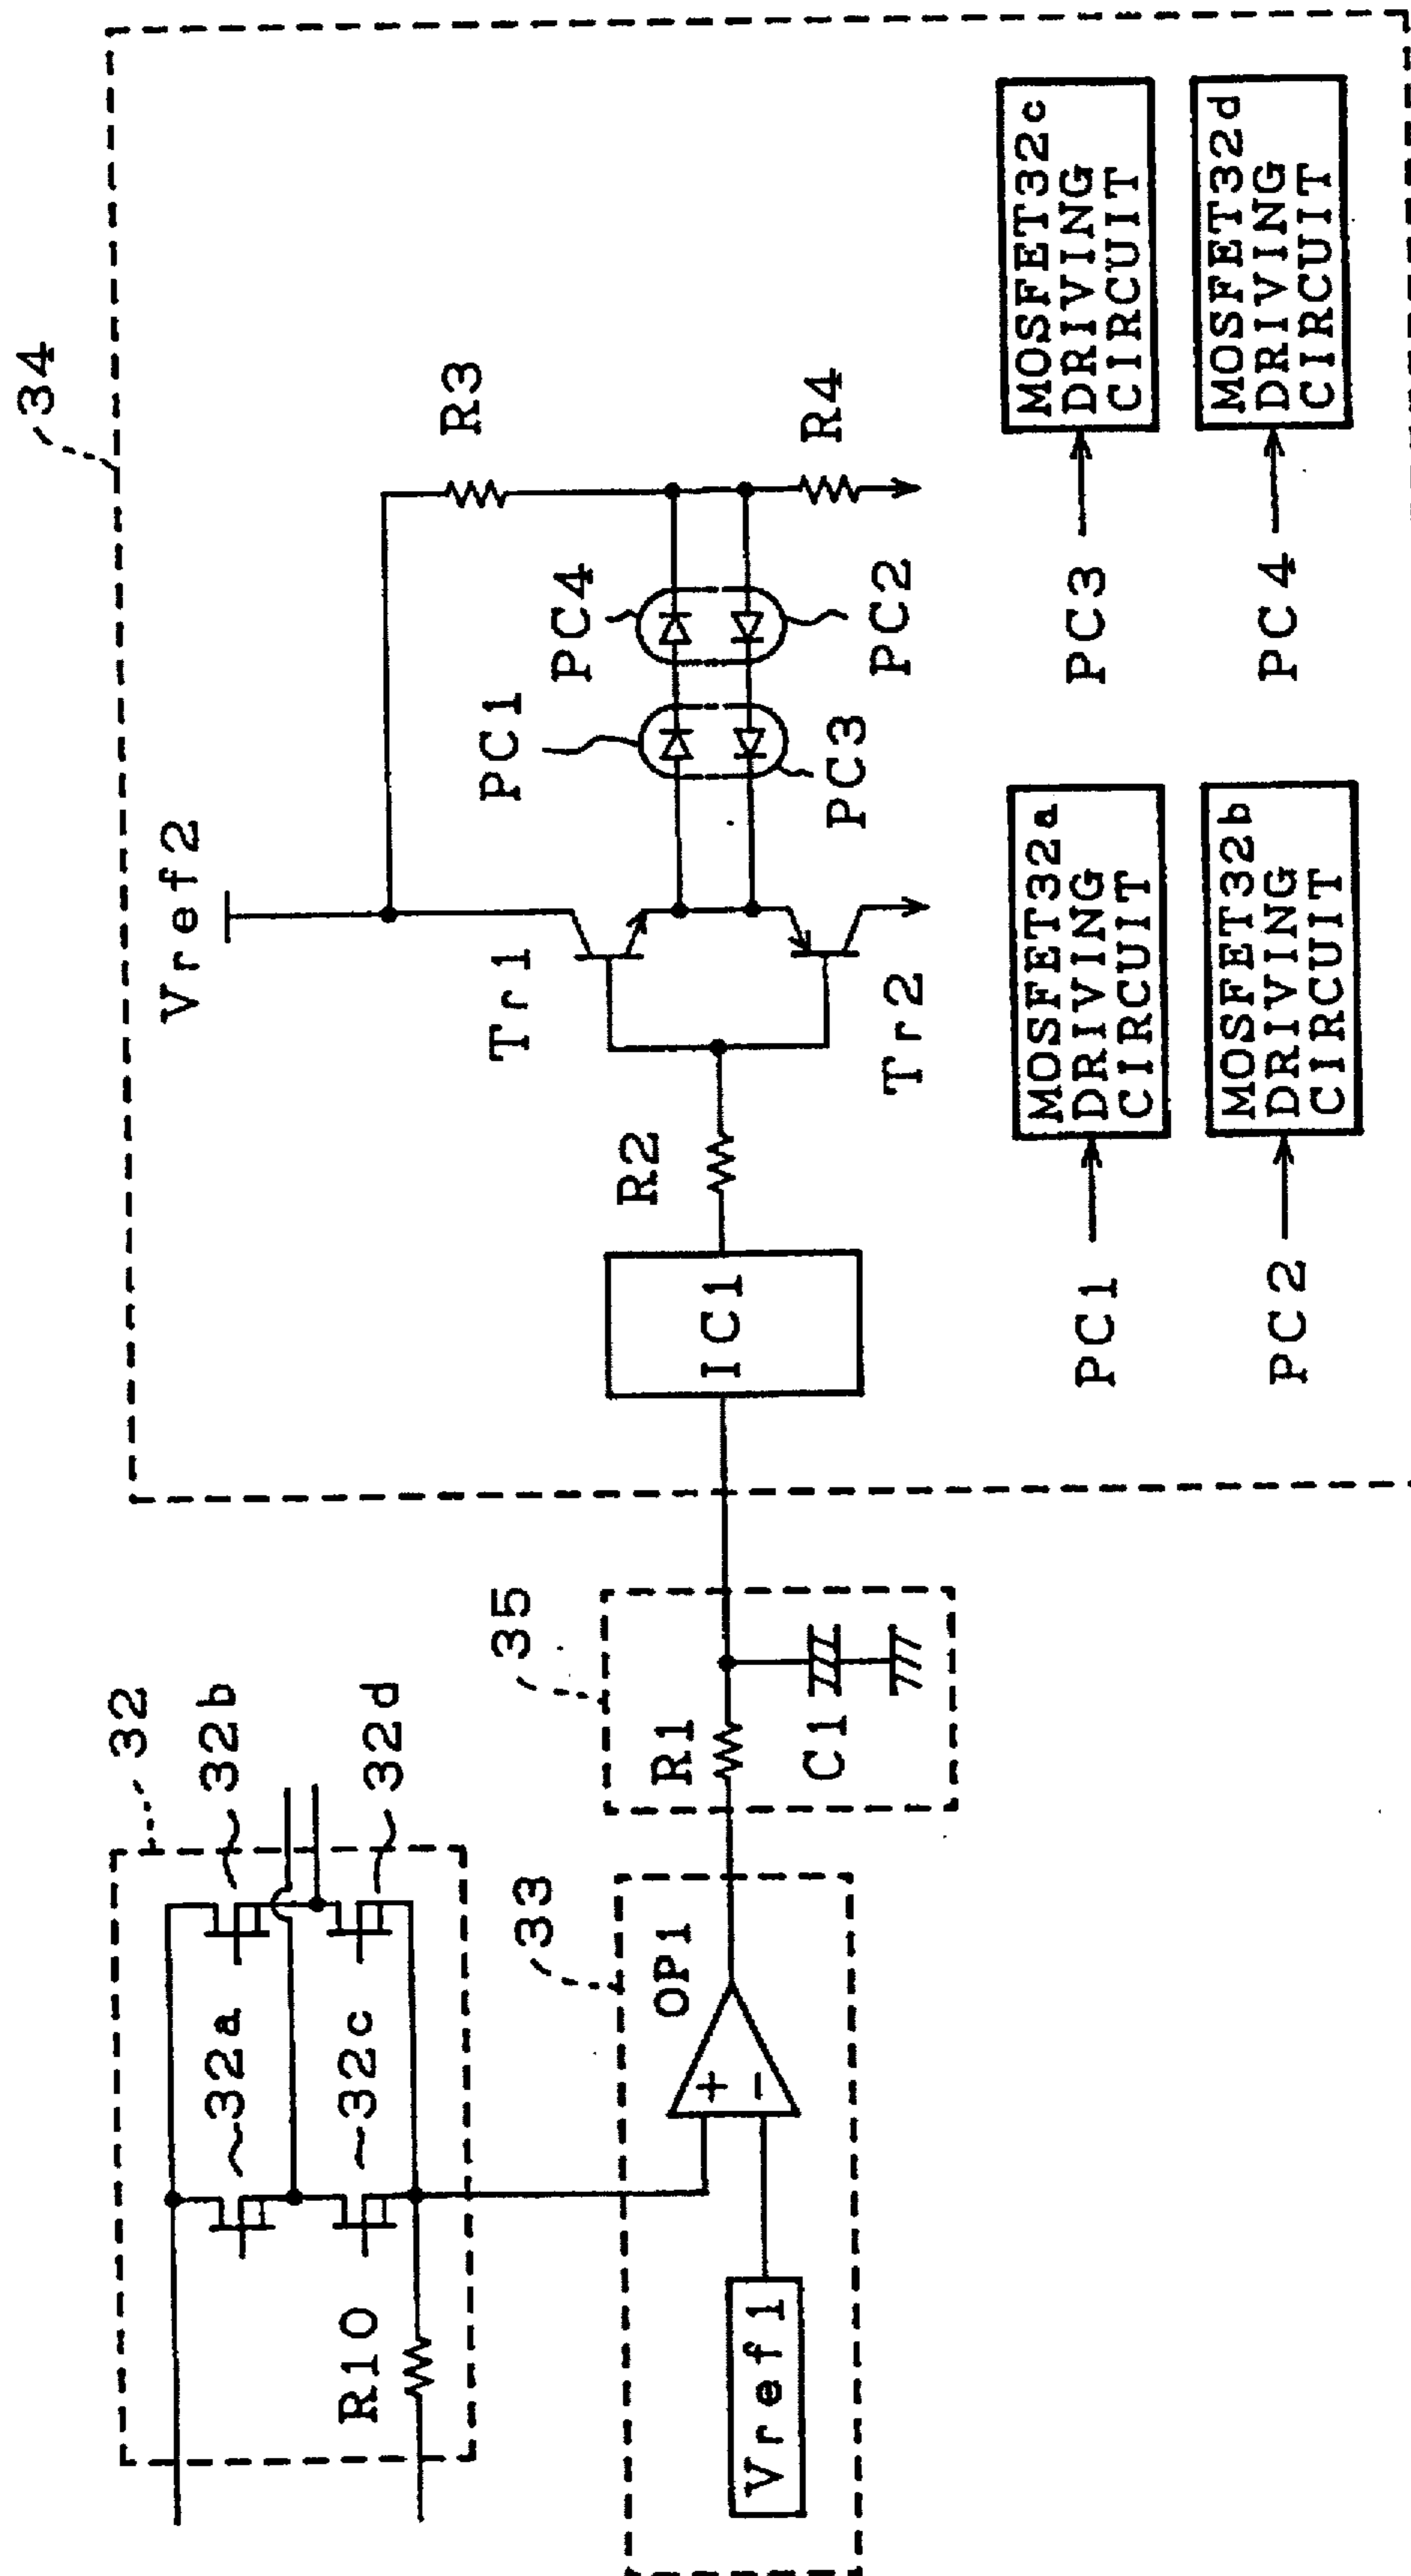 34
Vref2
R3
R4
PC1
PC4
PC3
PC2
Tr1
Tr2
R2
IC1
MOSFET32a
DRIVING
CIRCUIT
MOSFET32b
DRIVING
CIRCUIT
MOSFET32c
DRIVING
CIRCUIT
MOSFET32d
DRIVING
CIRCUIT
PC1
PC2
PC3
PC4
32
32a
32b
32c
32d
R10
33
OP1
+
−
Vref1
35
R1
C1